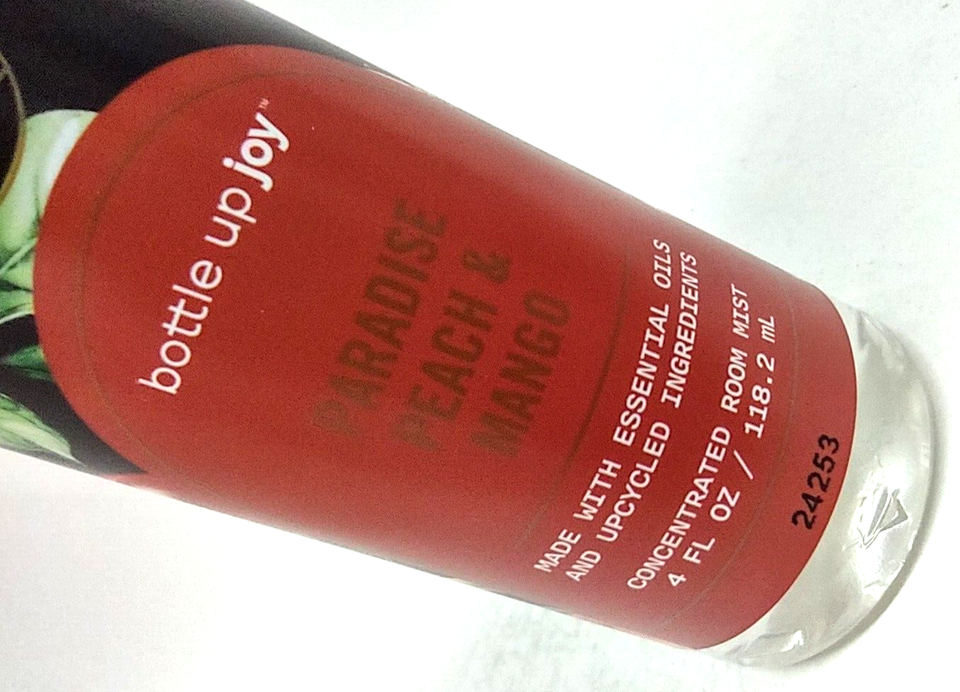 bottle up joy™
PARADISE
PEACH &
MANGO
MADE WITH ESSENTIAL OILS
AND UPCYCLED INGREDIENTS
CONCENTRATED ROOM MIST
4 FL OZ / 118.2 mL
24253